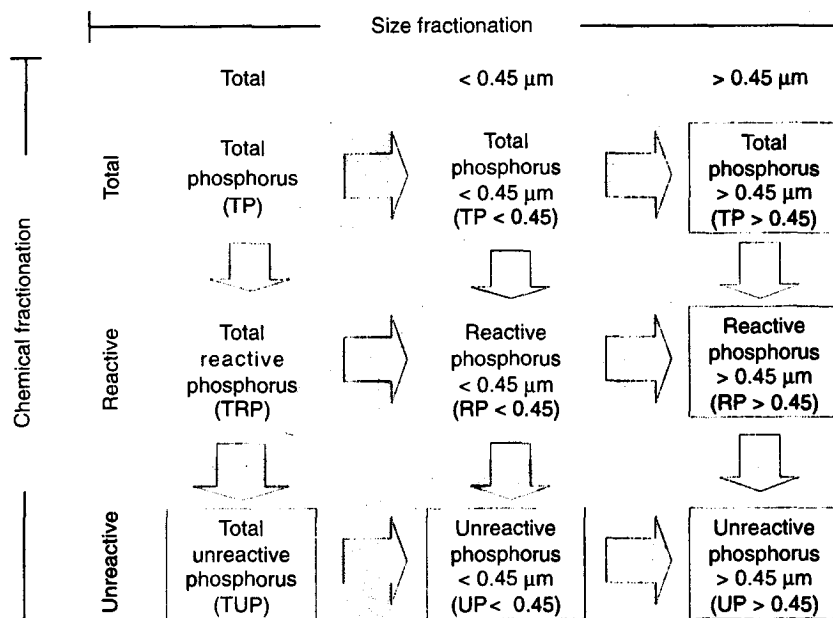 Size fractionation
Total
< 0.45 µm
> 0.45 µm
Chemical fractionation
Total
Total
phosphorus
(TP)
Total
phosphorus
< 0.45 µm
(TP < 0.45)
Total
phosphorus
> 0.45 µm
(TP > 0.45)
Reactive
Total
reactive
phosphorus
(TRP)
Reactive
phosphorus
< 0.45 µm
(RP < 0.45)
Reactive
phosphorus
> 0.45 µm
(RP > 0.45)
Unreactive
Total
unreactive
phosphorus
(TUP)
Unreactive
phosphorus
< 0.45 µm
(UP< 0.45)
Unreactive
phosphorus
> 0.45 µm
(UP > 0.45)